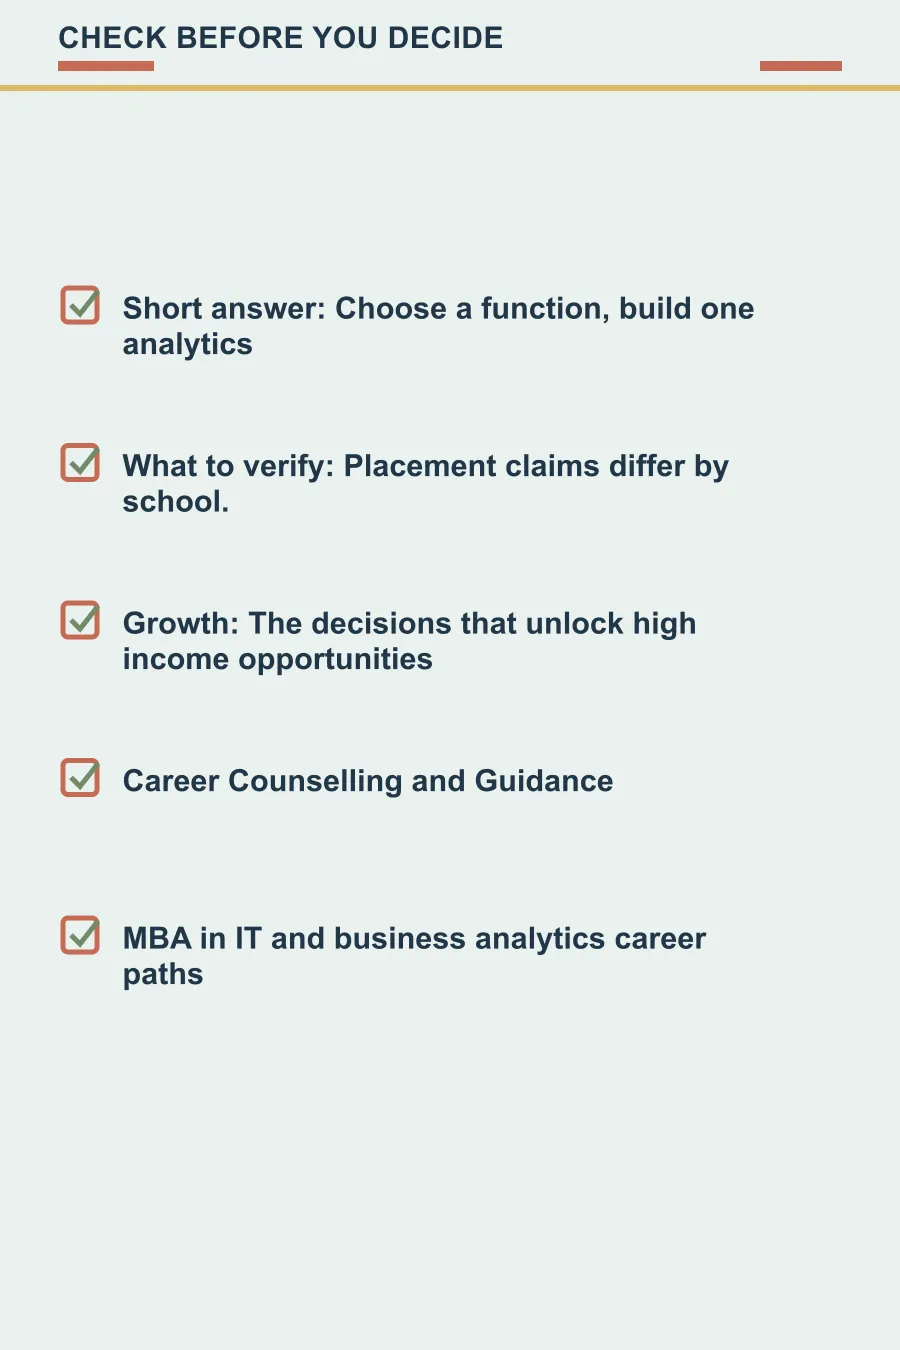 CHECK BEFORE YOU DECIDE
Short answer: Choose a function, build one
analytics
What to verify: Placement claims differ by
school.
Growth: The decisions that unlock high
income opportunities
Career Counselling and Guidance
MBA in IT and business analytics career
paths